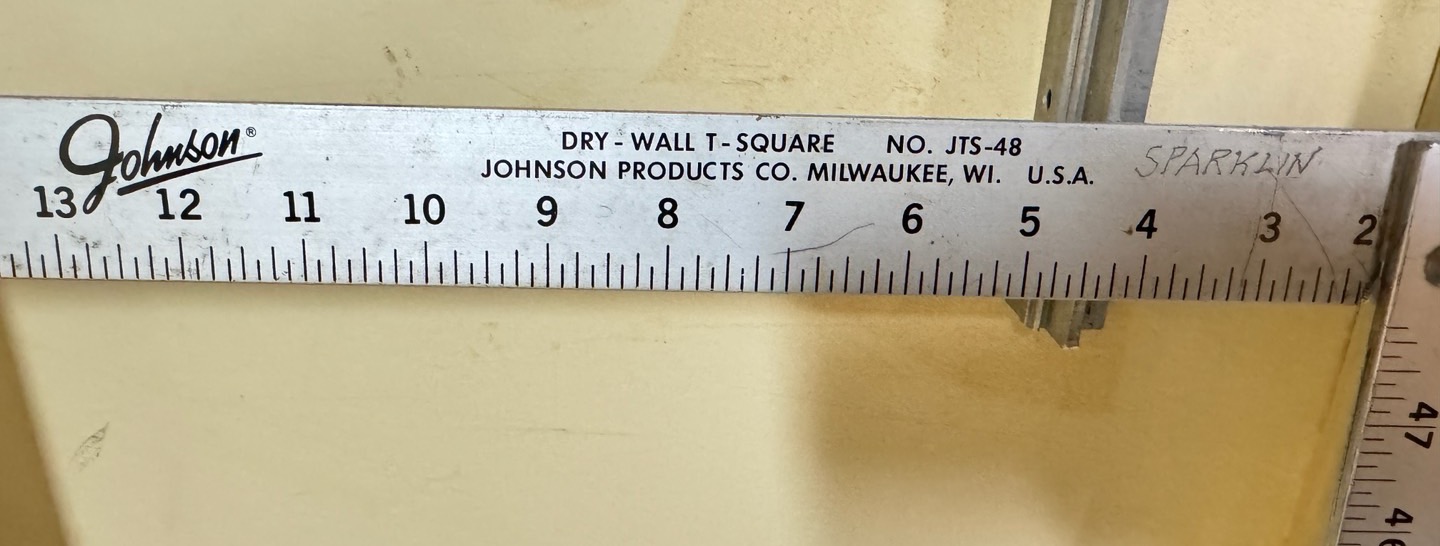 Johnson®
DRY-WALL T-SQUARE NO. JTS-48
JOHNSON PRODUCTS CO. MILWAUKEE, WI. U.S.A.
SPARKLIN
13 12 11 10 9 8 7 6 5 4 3 2
47